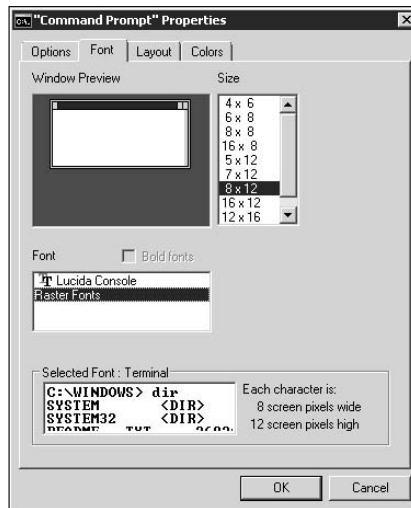 "Command Prompt" Properties
Options Font Layout Colors
Window Preview
Size
4 x 6
6 x 8
8 x 8
16 x 8
5 x 12
7 x 12
8 x 12
16 x 12
12 x 16
Font
Bold fonts
Lucida Console
Raster Fonts
Selected Font : Terminal
C:\WINDOWS> dir
SYSTEM <DIR>
SYSTEM32 <DIR>
README TXT
Each character is:
8 screen pixels wide
12 screen pixels high
OK Cancel